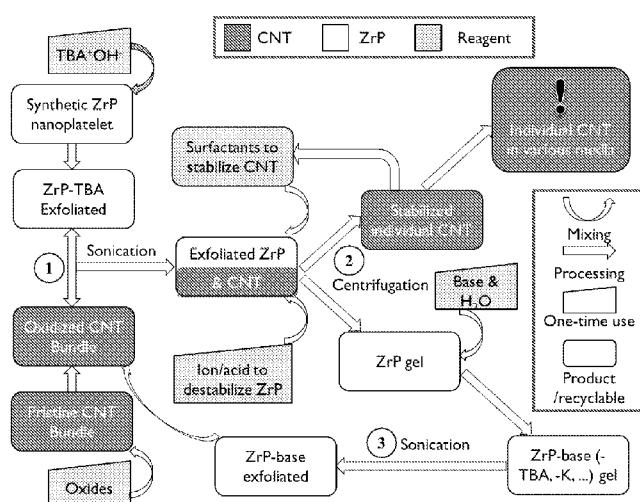 CNT
ZrP
Reagent
TBA⁺OH⁻
Synthetic ZrP
nanoplatelet
ZrP-TBA
Exfoliated
1
Sonication
Oxidized CNT
Bundle
Pristine CNT
Bundle
Oxides
Surfactants to
stabilize CNT
Exfoliated ZrP
& CNT
Ion/acid to
destabilize ZrP
ZrP-base
exfoliated
Stabilized
individual CNT
2
Centrifugation
Base &
H₂O
ZrP gel
3
Sonication
ZrP-base (-
TBA, -K, ...) gel
!
Individual CNT
in various media
Mixing
Processing
One-time use
Product
/recyclable